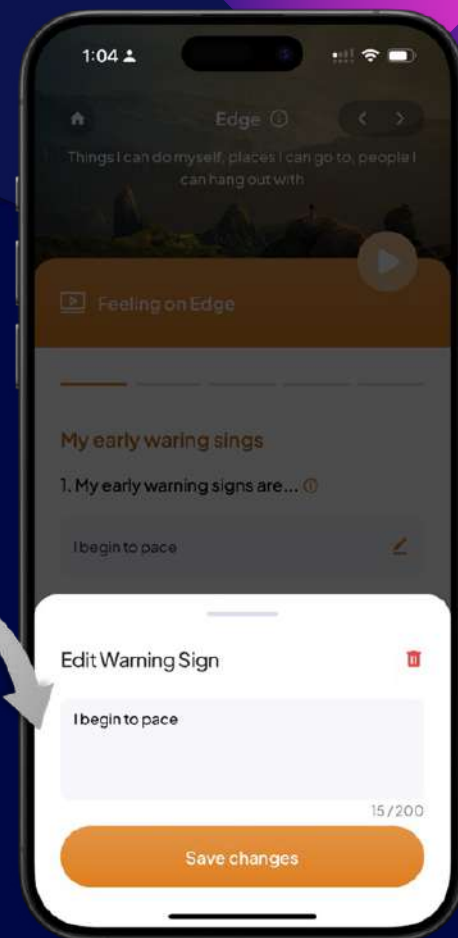 1:04
Edge
Things I can do myself, places I can go to, people I
can hang out with
Feeling on Edge
My early waring sings
1. My early warning signs are...
I begin to pace
Edit Warning Sign
I begin to pace
15/200
Save changes